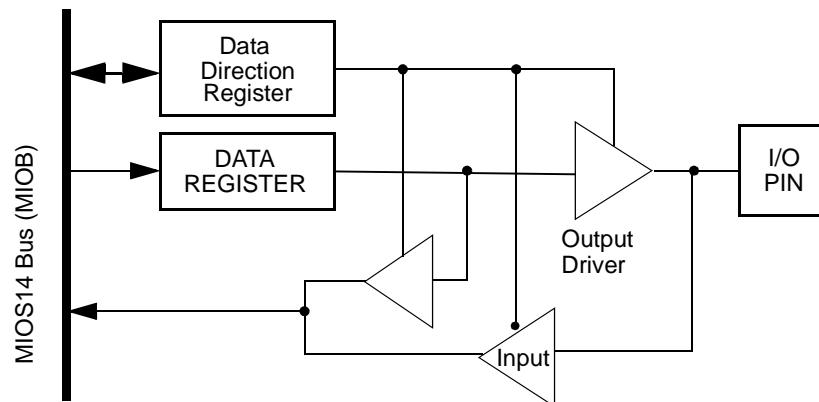 Data
Direction
Register
DATA
REGISTER
I/O
PIN
Output
Driver
Input
MIOS14 Bus (MIOB)